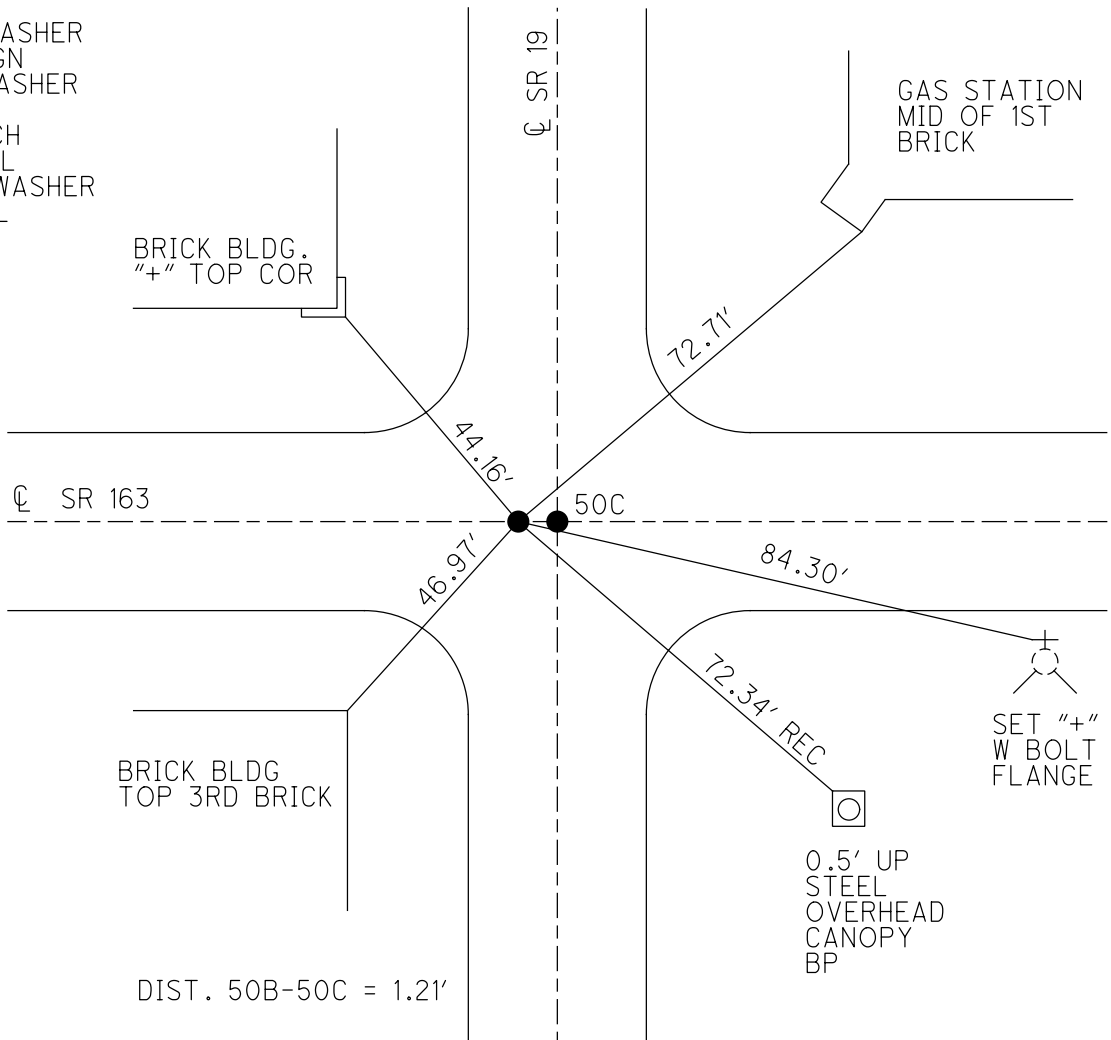 ASHER
GN
ASHER
CH
L
WASHER
℄ SR 19
GAS STATION
MID OF 1ST
BRICK
BRICK BLDG.
"+" TOP COR
72.71'
44.16'
℄ SR 163
50C
46.97'
84.30'
72.34' REC
SET "+"
W BOLT
FLANGE
BRICK BLDG
TOP 3RD BRICK
0.5' UP
STEEL
OVERHEAD
CANOPY
BP
DIST. 50B-50C = 1.21'